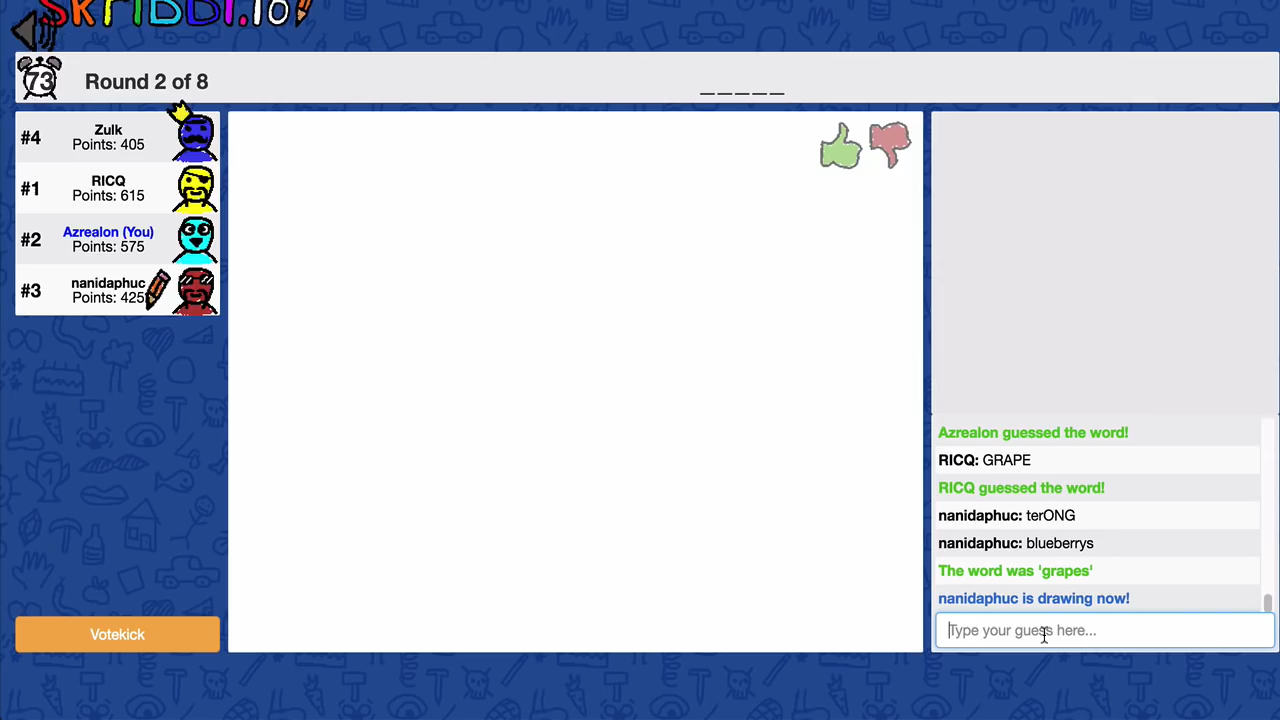 skribbl.io
73
Round 2 of 8
_ _ _ _ _
#4
Zulk
Points: 405
#1
RICQ
Points: 615
#2
Azrealon (You)
Points: 575
#3
nanidaphuc
Points: 425
Azrealon guessed the word!
RICQ: GRAPE
RICQ guessed the word!
nanidaphuc: terONG
nanidaphuc: blueberrys
The word was 'grapes'
nanidaphuc is drawing now!
Type your guess here...
Votekick